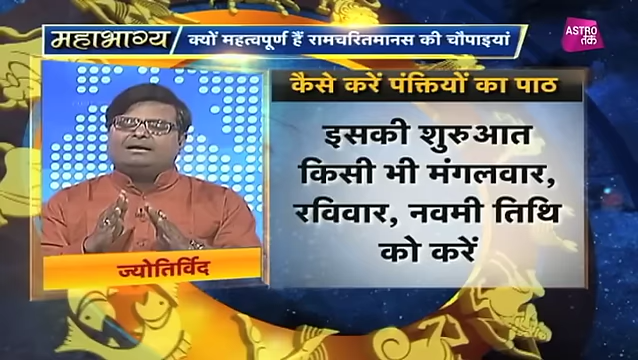 महाभाग्य
क्यों महत्वपूर्ण हैं रामचरितमानस की चौपाइयां
ASTRO
तक
कैसे करें पंक्तियों का पाठ
इसकी शुरुआत
किसी भी मंगलवार,
रविवार, नवमी तिथि
को करें
ज्योतिर्विद